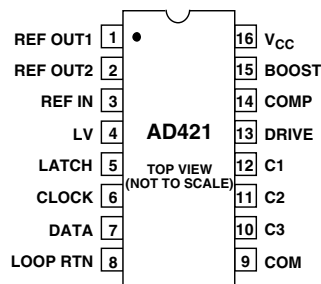 REF OUT1 1
REF OUT2 2
REF IN 3
LV 4
LATCH 5
CLOCK 6
DATA 7
LOOP RTN 8
AD421
TOP VIEW
(NOT TO SCALE)
16 VCC
15 BOOST
14 COMP
13 DRIVE
12 C1
11 C2
10 C3
9 COM